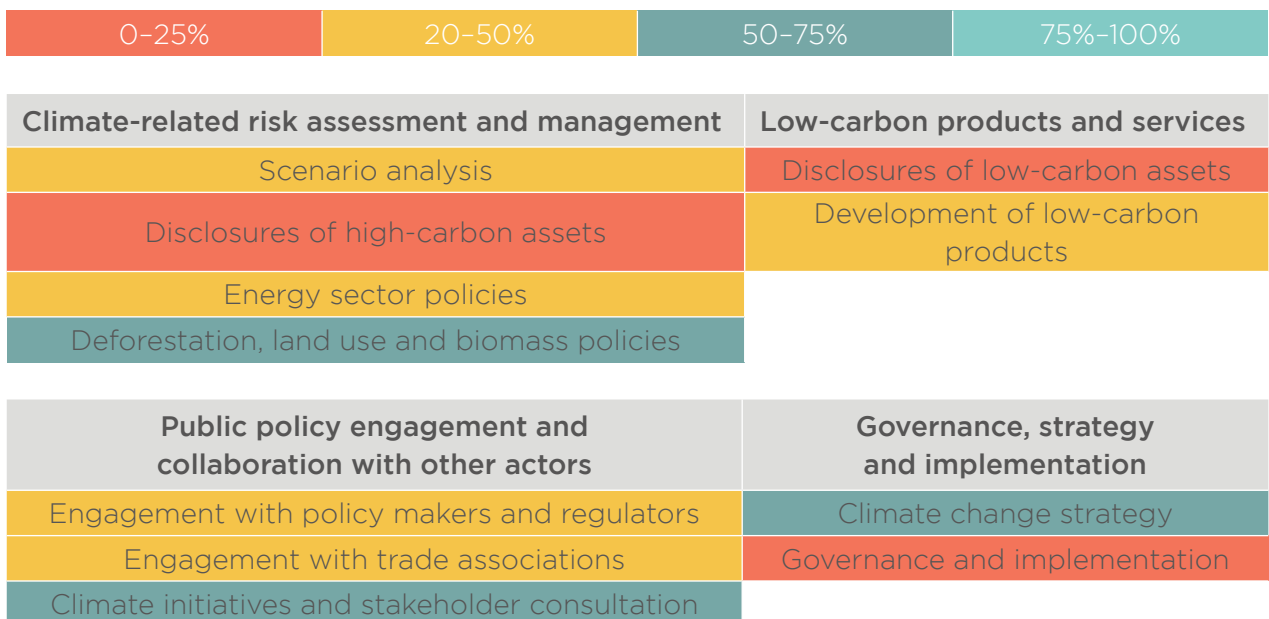 0–25% 20–50% 50–75% 75%–100%
Climate-related risk assessment and management Low-carbon products and services
Scenario analysis Disclosures of low-carbon assets
Disclosures of high-carbon assets Development of low-carbon
products
Energy sector policies
Deforestation, land use and biomass policies
Public policy engagement and Governance, strategy
collaboration with other actors and implementation
Engagement with policy makers and regulators Climate change strategy
Engagement with trade associations Governance and implementation
Climate initiatives and stakeholder consultation